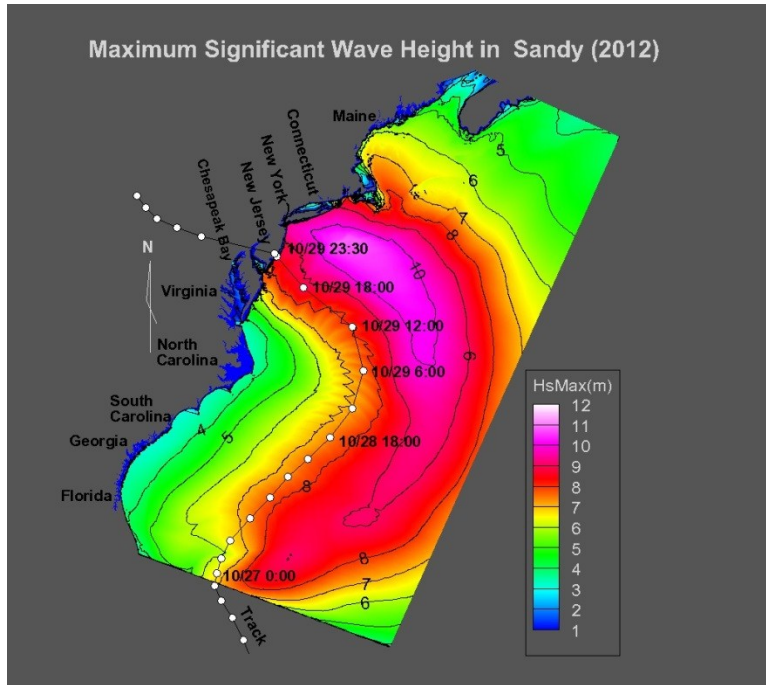 Maximum Significant Wave Height in Sandy (2012)
Maine
Connecticut
New York
New Jersey
Chesapeak Bay
N
Virginia
North
Carolina
South
Carolina
Georgia
Florida
10/29 23:30
10/29 18:00
10/29 12:00
10/29 6:00
10/28 18:00
10/27 0:00
Track
5
6
7
8
10
9
4
5
8
8
7
6
HsMax(m)
12
11
10
9
8
7
6
5
4
3
2
1